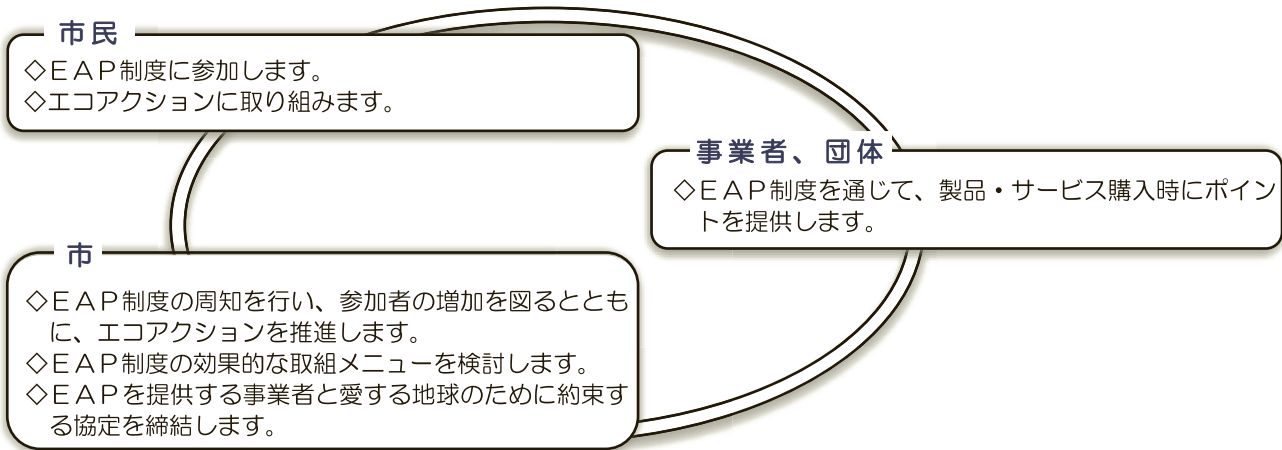 市民
◇ＥＡＰ制度に参加します。
◇エコアクションに取り組みます。
事業者、団体
◇ＥＡＰ制度を通じて、製品・サービス購入時にポイン
トを提供します。
市
◇ＥＡＰ制度の周知を行い、参加者の増加を図るととも
に、エコアクションを推進します。
◇ＥＡＰ制度の効果的な取組メニューを検討します。
◇ＥＡＰを提供する事業者と愛する地球のために約束す
る協定を締結します。